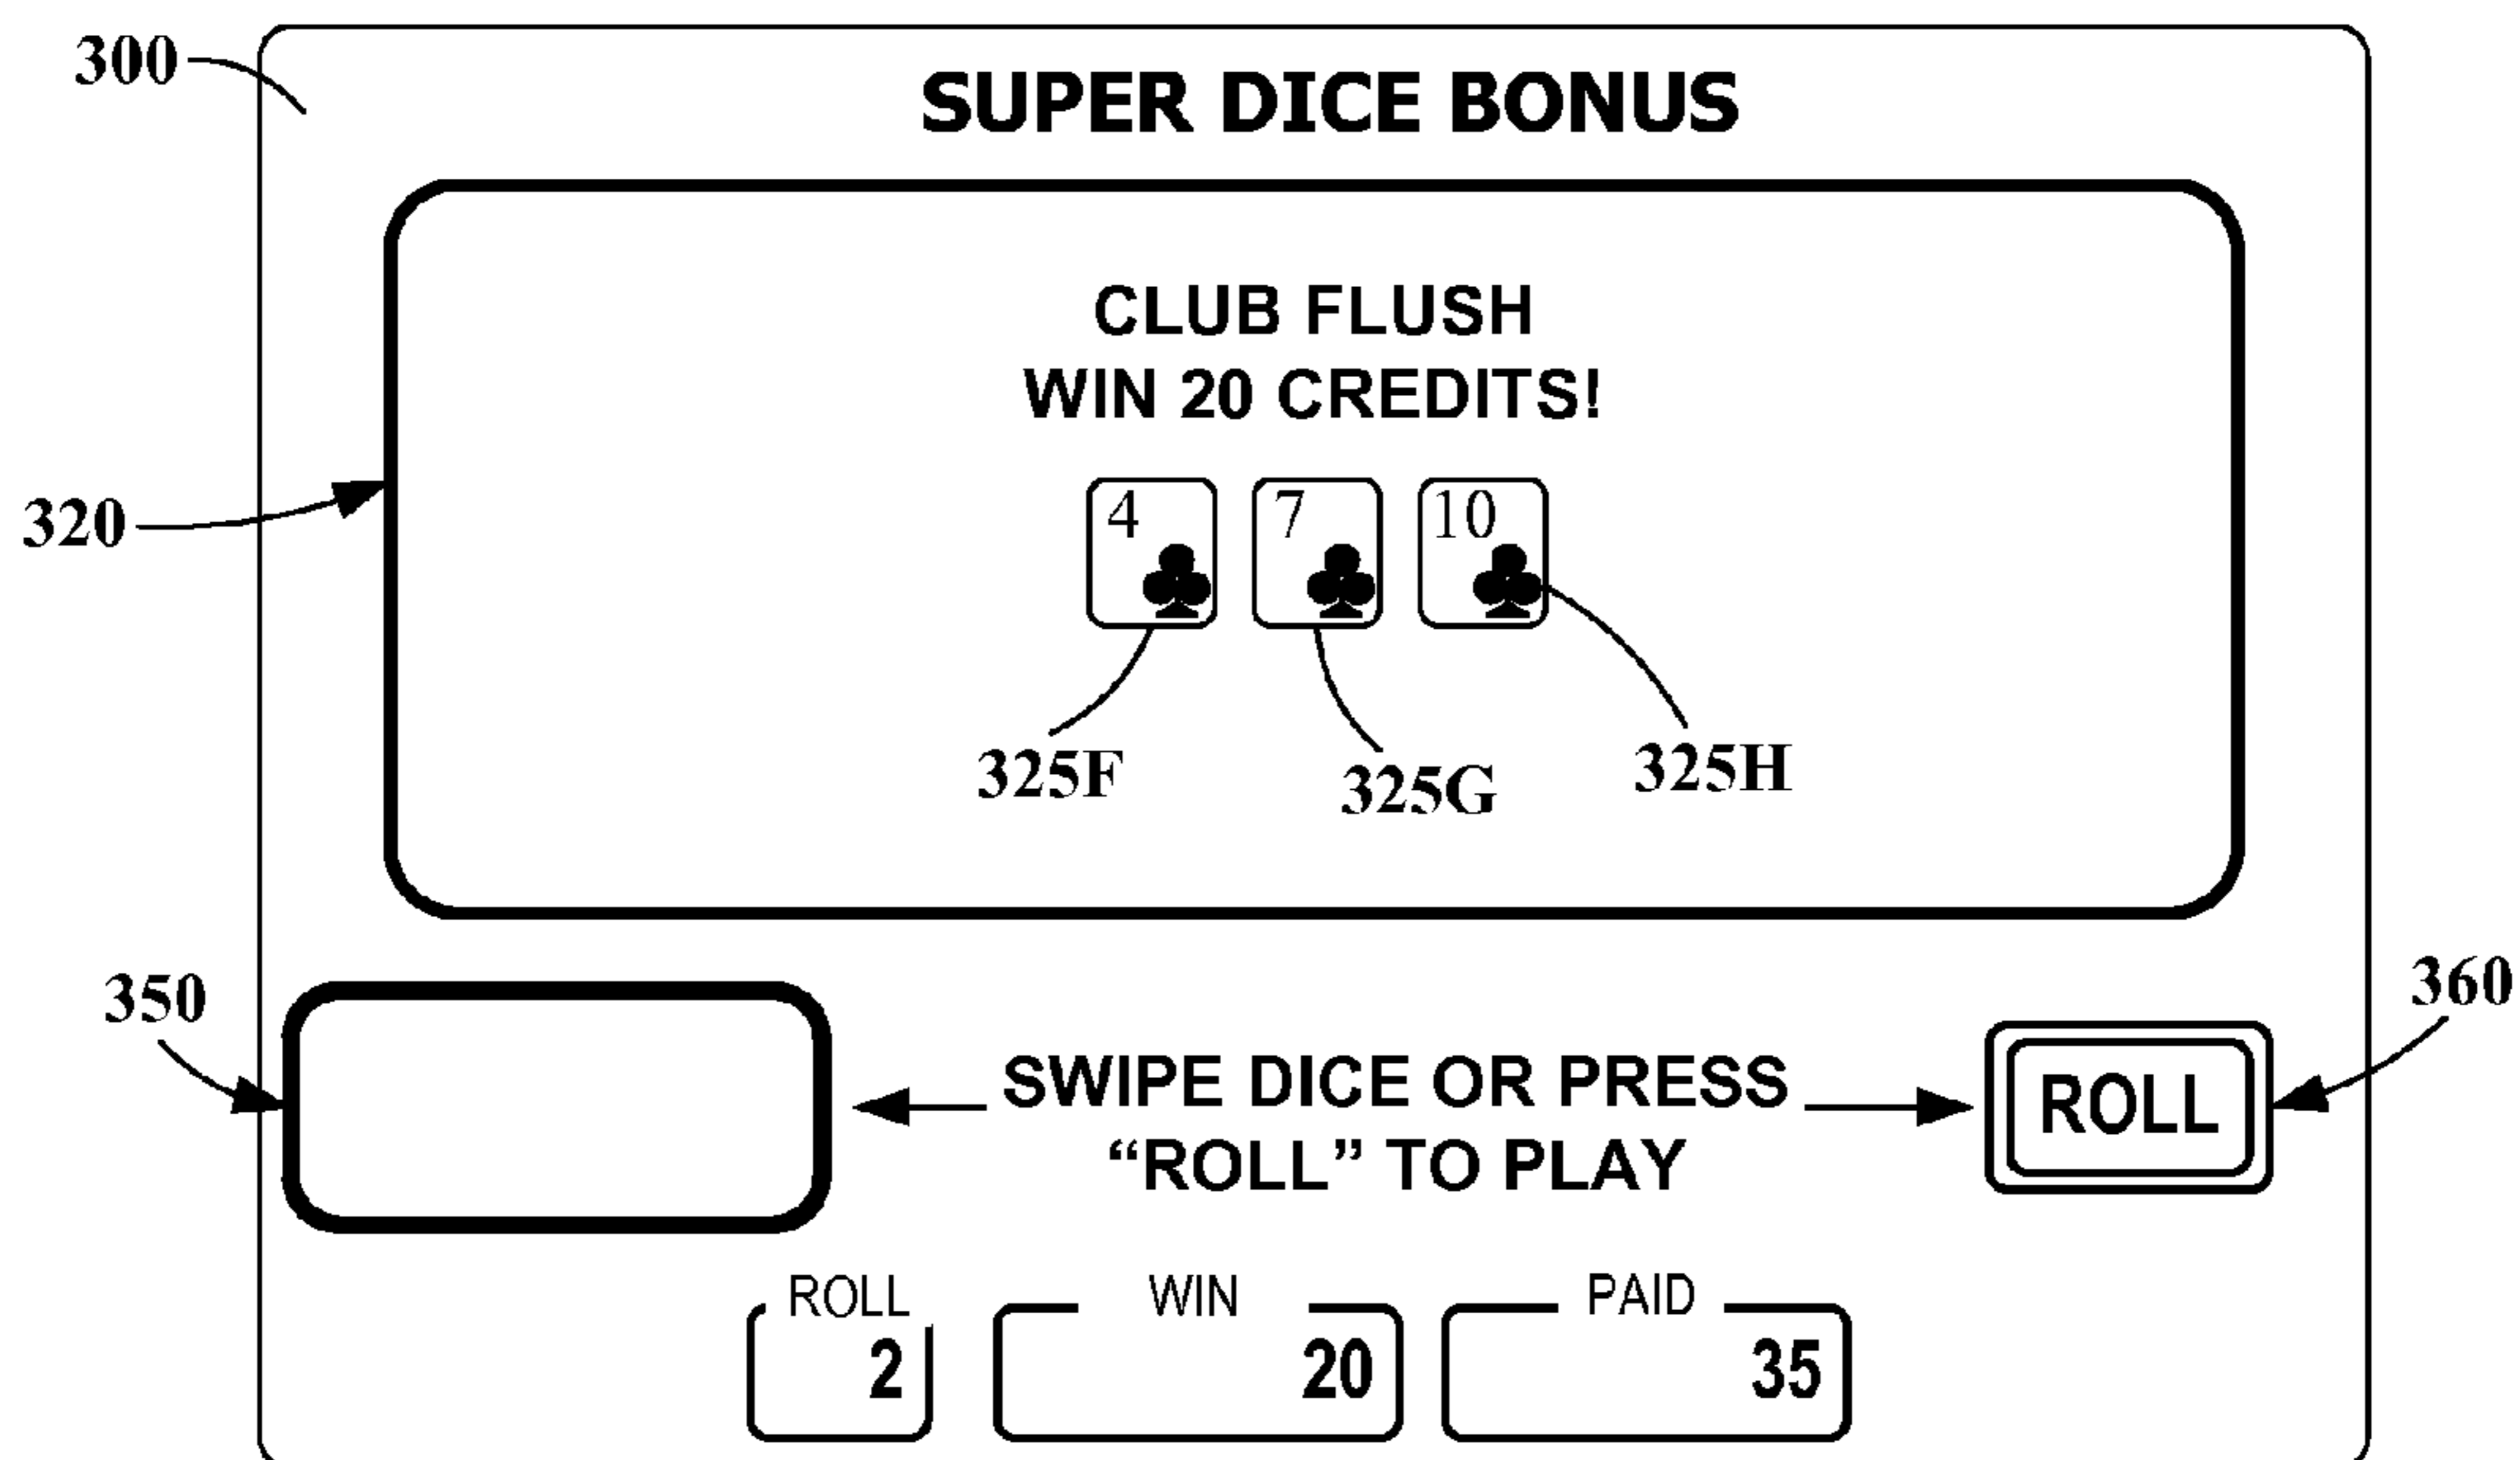 300
SUPER DICE BONUS
CLUB FLUSH
WIN 20 CREDITS!
320
4 7 10
325F 325G 325H
350
360
SWIPE DICE OR PRESS
“ROLL” TO PLAY
ROLL
ROLL WIN PAID
2 20 35